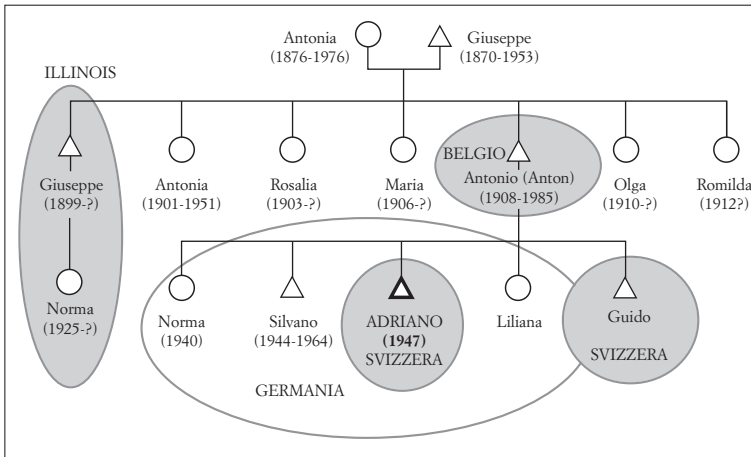 Antonia
(1876-1976)
Giuseppe
(1870-1953)
ILLINOIS
Giuseppe
(1899-?)
Antonia
(1901-1951)
Rosalia
(1903-?)
Maria
(1906-?)
BELGIO
Antonio (Anton)
(1908-1985)
Olga
(1910-?)
Romilda
(1912?)
Norma
(1925-?)
Norma
(1940)
Silvano
(1944-1964)
ADRIANO
(1947)
SVIZZERA
Liliana
Guido
SVIZZERA
GERMANIA